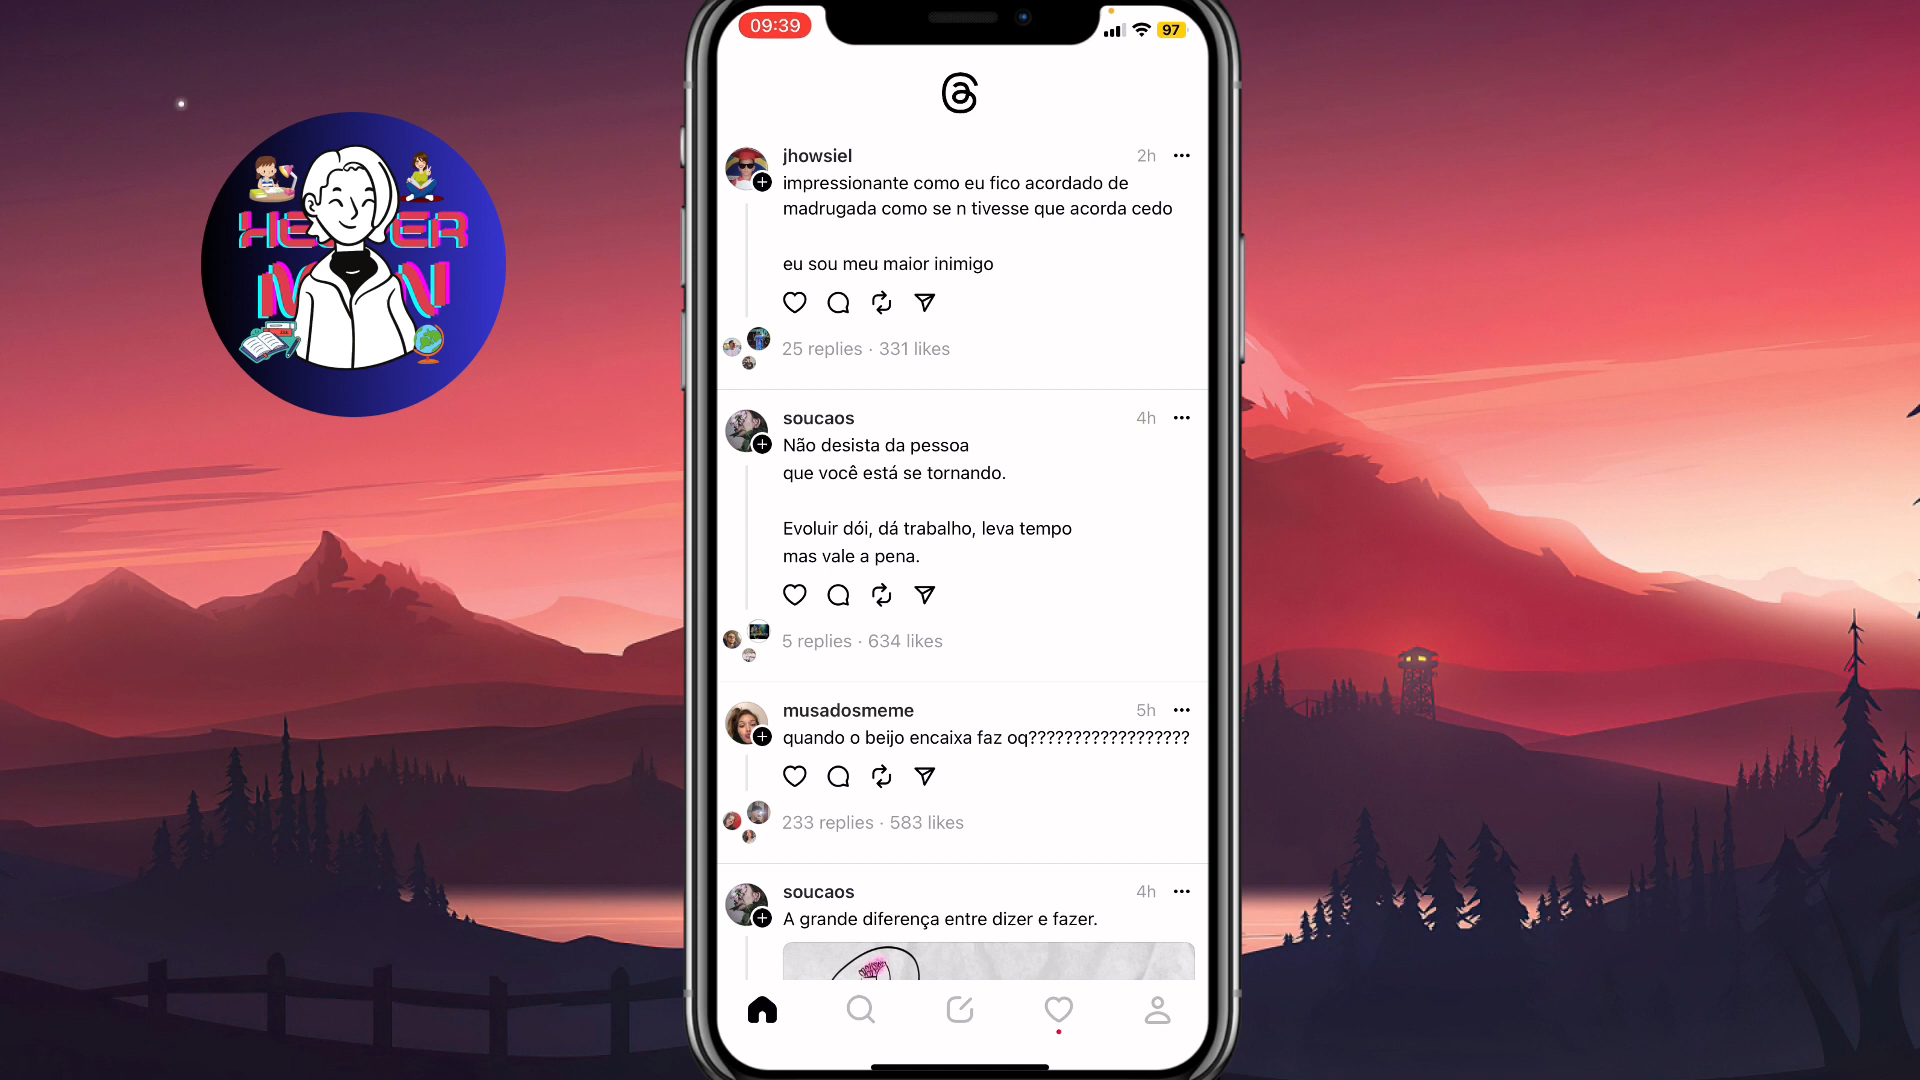 09:39
97
HELPER
MAN
jhowsiel
2h
impressionante como eu fico acordado de
madrugada como se n tivesse que acorda cedo
eu sou meu maior inimigo
25 replies · 331 likes
soucaos
4h
Não desista da pessoa
que você está se tornando.
Evoluir dói, dá trabalho, leva tempo
mas vale a pena.
5 replies · 634 likes
musadosmeme
5h
quando o beijo encaixa faz oq??????????????????
233 replies · 583 likes
soucaos
4h
A grande diferença entre dizer e fazer.